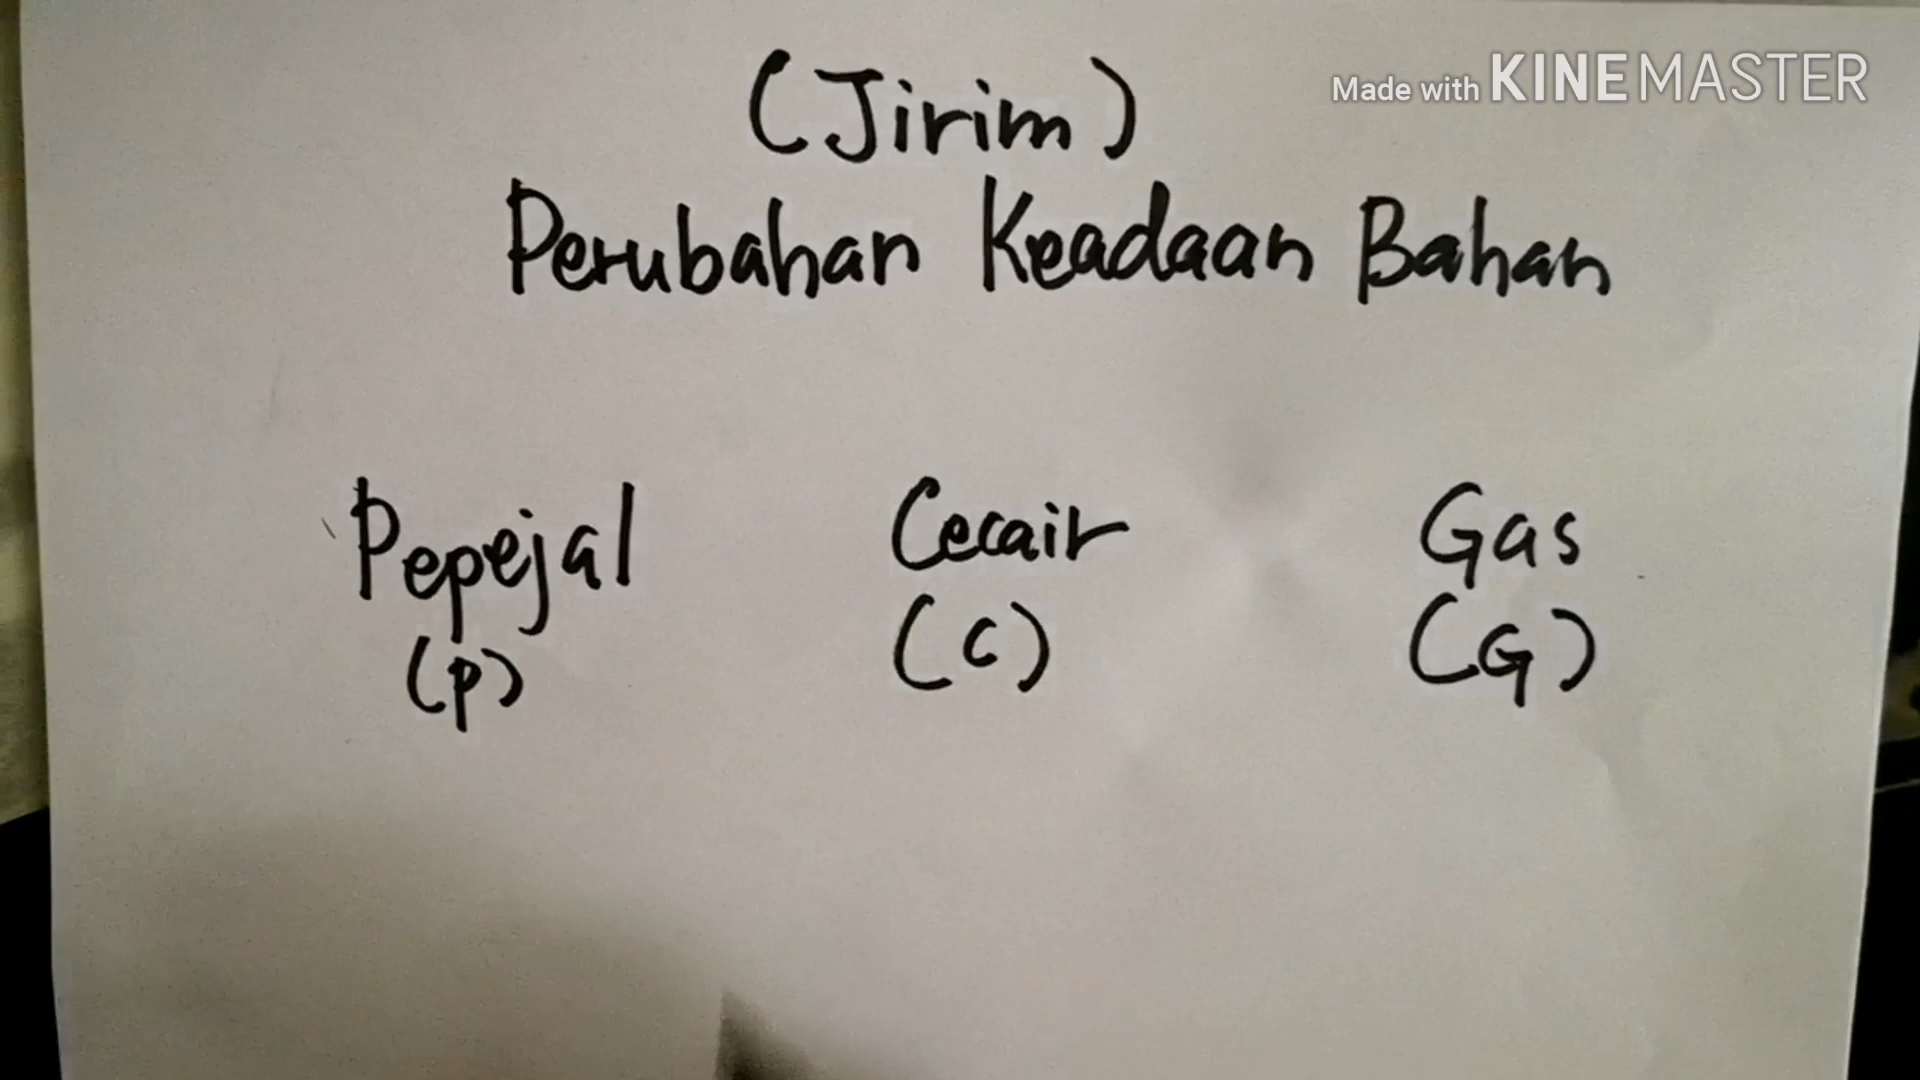 Made with KINEMASTER
(Jirim)
Perubahan Keadaan Bahan
Pepejal Cecair Gas
(P) (C) (G)